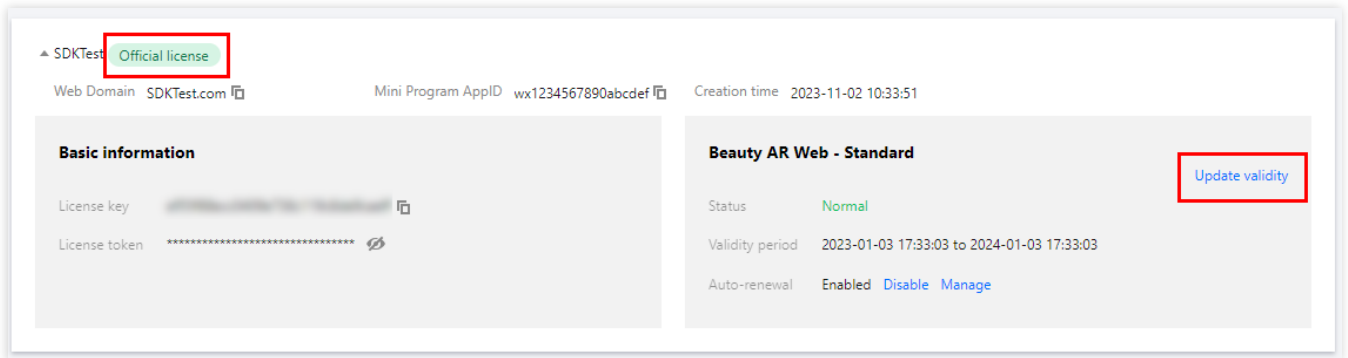 SDKTest Official license
Web Domain SDKTest.com Mini Program AppID wx1234567890abcdef Creation time 2023-11-02 10:33:51
Basic information
License key
License token ********************************
Beauty AR Web - Standard
Update validity
Status Normal
Validity period 2023-01-03 17:33:03 to 2024-01-03 17:33:03
Auto-renewal Enabled Disable Manage